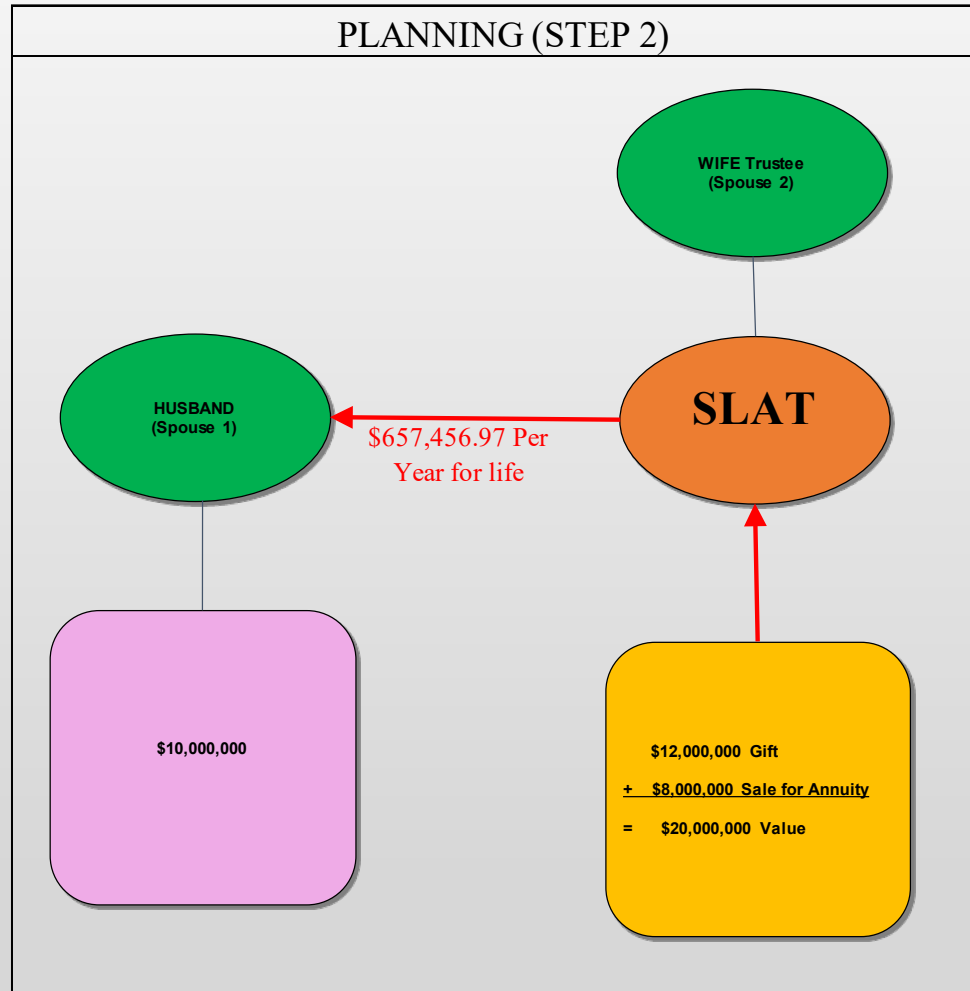 PLANNING (STEP 2)
WIFE Trustee
(Spouse 2)
HUSBAND
(Spouse 1)
SLAT
$657,456.97 Per
Year for life
$10,000,000
$12,000,000 Gift
+ $8,000,000 Sale for Annuity
= $20,000,000 Value